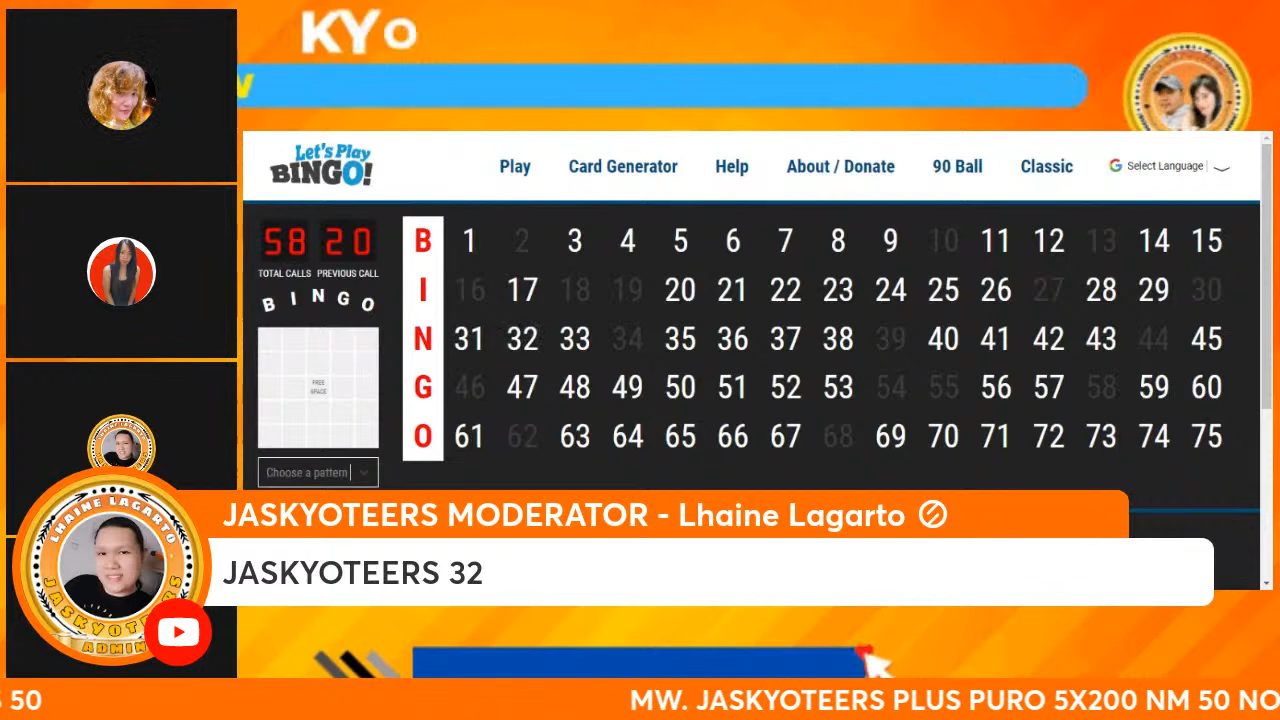 KYo
V
Let's Play
BINGO!
Play Card Generator Help About / Donate 90 Ball Classic Select Language
58 20
TOTAL CALLS PREVIOUS CALL
B I N G O
FREE
SPACE
Choose a pattern
B 1 2 3 4 5 6 7 8 9 10 11 12 13 14 15
I 16 17 18 19 20 21 22 23 24 25 26 27 28 29 30
N 31 32 33 34 35 36 37 38 39 40 41 42 43 44 45
G 46 47 48 49 50 51 52 53 54 55 56 57 58 59 60
O 61 62 63 64 65 66 67 68 69 70 71 72 73 74 75
JASKYOTEERS MODERATOR - Lhaine Lagarto
JASKYOTEERS 32
LHAINE LAGARTO
JASKYOTEERS
ADMIN
S 50
MW. JASKYOTEERS PLUS PURO 5X200 NM 50 NO